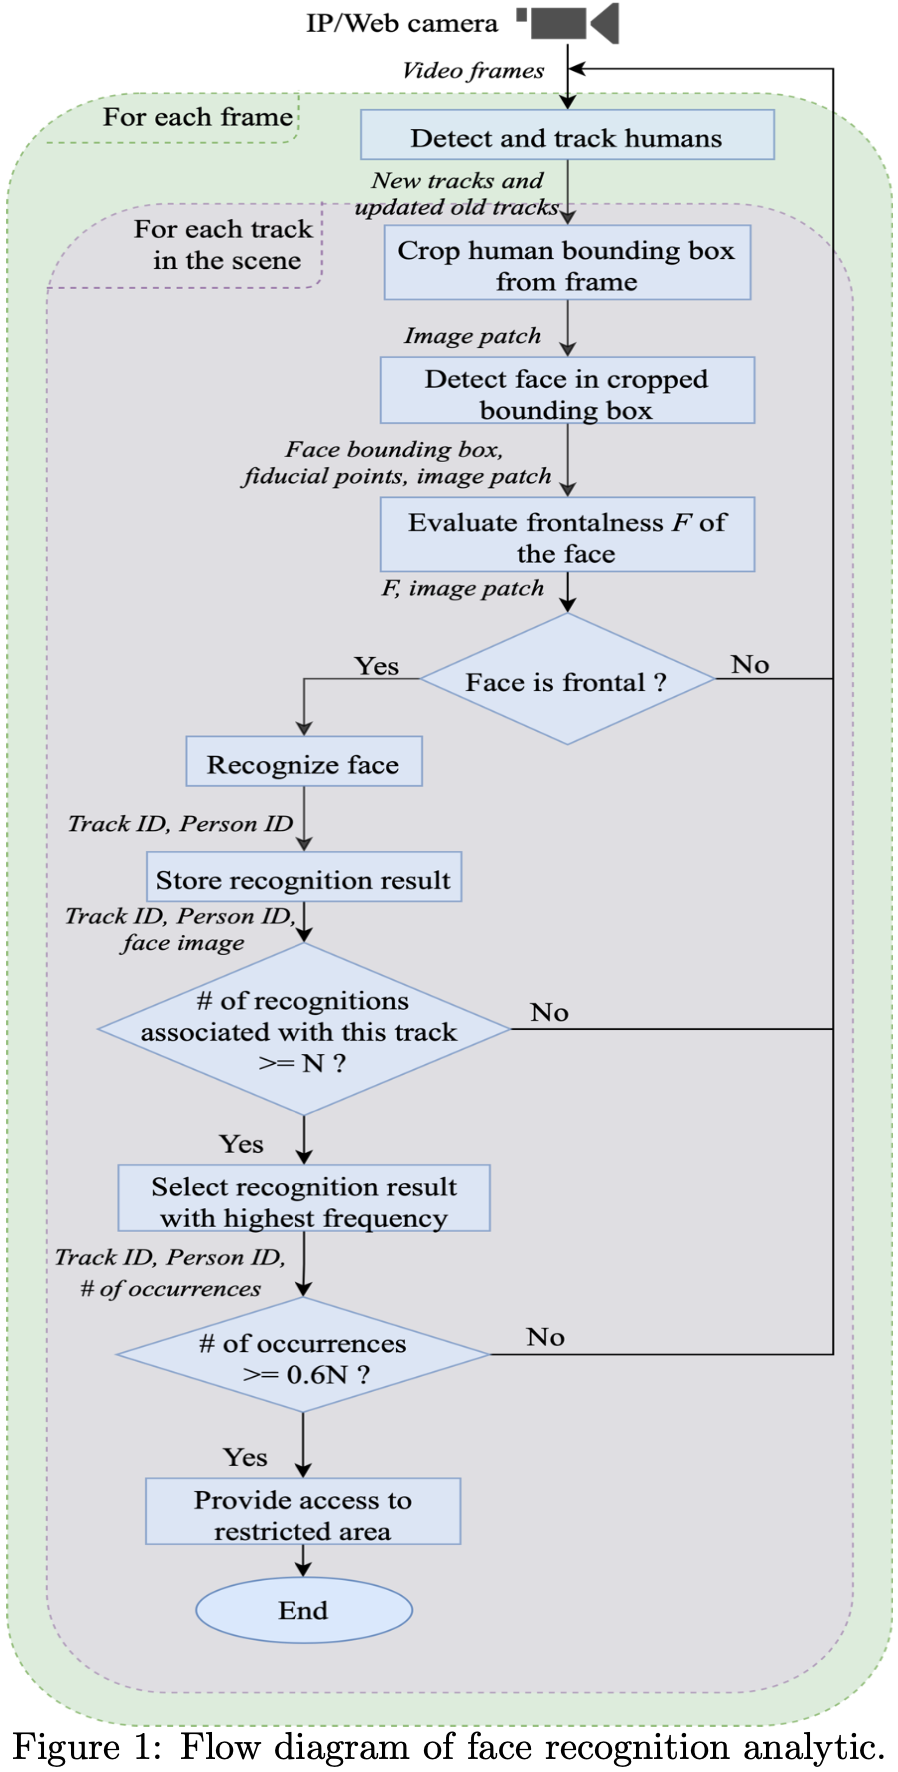 IP/Web camera
Video frames
For each frame
Detect and track humans
New tracks and
updated old tracks
For each track
in the scene
Crop human bounding box
from frame
Image patch
Detect face in cropped
bounding box
Face bounding box,
fiducial points, image patch
Evaluate frontalness F of
the face
F, image patch
Face is frontal ?
Yes
No
Recognize face
Track ID, Person ID
Store recognition result
Track ID, Person ID,
face image
# of recognitions
associated with this track
>= N ?
No
Yes
Select recognition result
with highest frequency
Track ID, Person ID,
# of occurrences
# of occurrences
>= 0.6N ?
No
Yes
Provide access to
restricted area
End
Figure 1: Flow diagram of face recognition analytic.